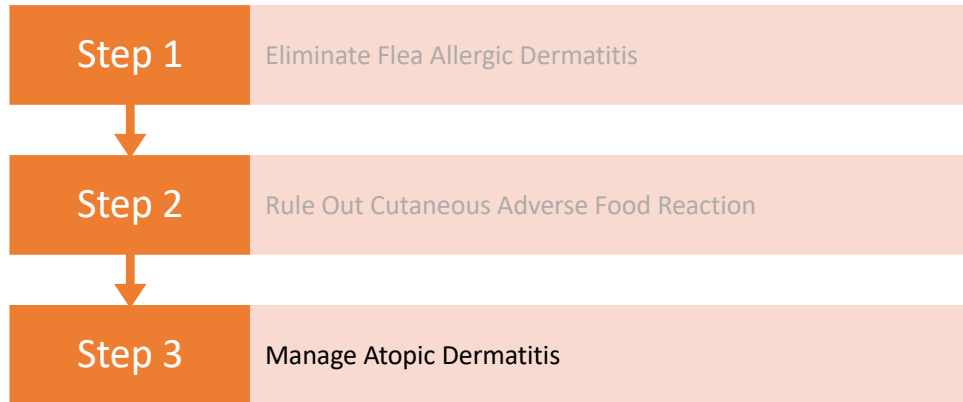 Step 1
Eliminate Flea Allergic Dermatitis
Step 2
Rule Out Cutaneous Adverse Food Reaction
Step 3
Manage Atopic Dermatitis